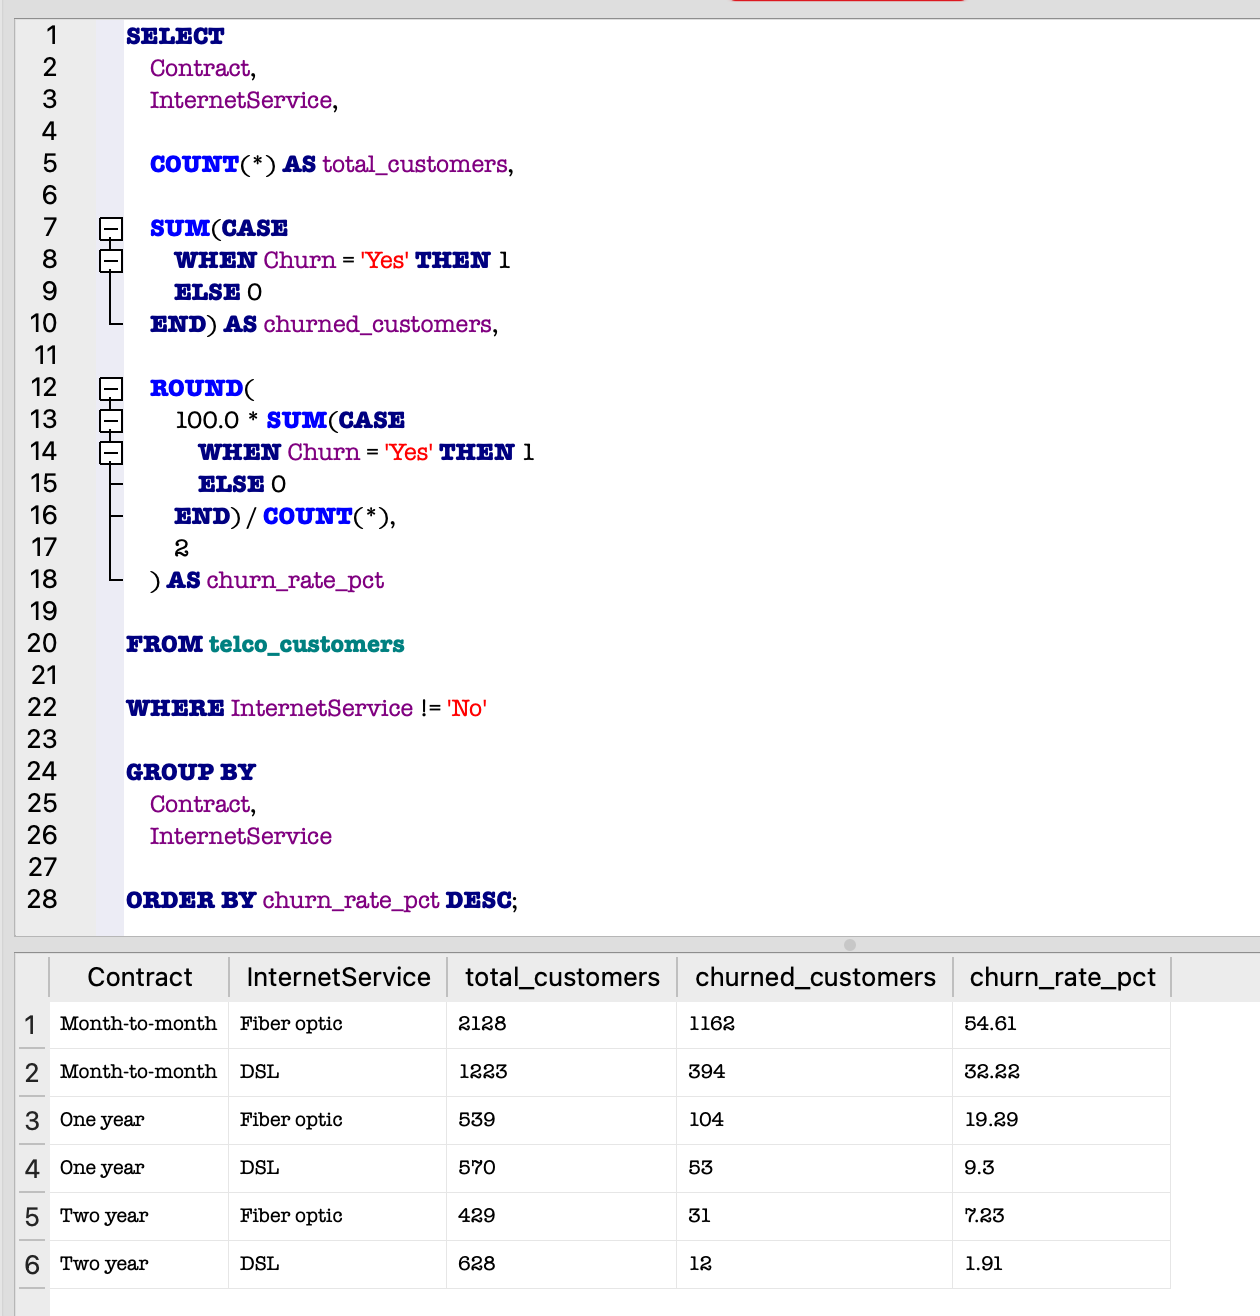 1 SELECT
2 Contract,
3 InternetService,
4
5 COUNT(*) AS total_customers,
6
7 SUM(CASE
8 WHEN Churn = 'Yes' THEN 1
9 ELSE 0
10 END) AS churned_customers,
11
12 ROUND(
13 100.0 * SUM(CASE
14 WHEN Churn = 'Yes' THEN 1
15 ELSE 0
16 END) / COUNT(*),
17 2
18 ) AS churn_rate_pct
19
20 FROM telco_customers
21
22 WHERE InternetService != 'No'
23
24 GROUP BY
25 Contract,
26 InternetService
27
28 ORDER BY churn_rate_pct DESC;
Contract InternetService total_customers churned_customers churn_rate_pct
1 Month-to-month Fiber optic 2128 1162 54.61
2 Month-to-month DSL 1223 394 32.22
3 One year Fiber optic 539 104 19.29
4 One year DSL 570 53 9.3
5 Two year Fiber optic 429 31 7.23
6 Two year DSL 628 12 1.91